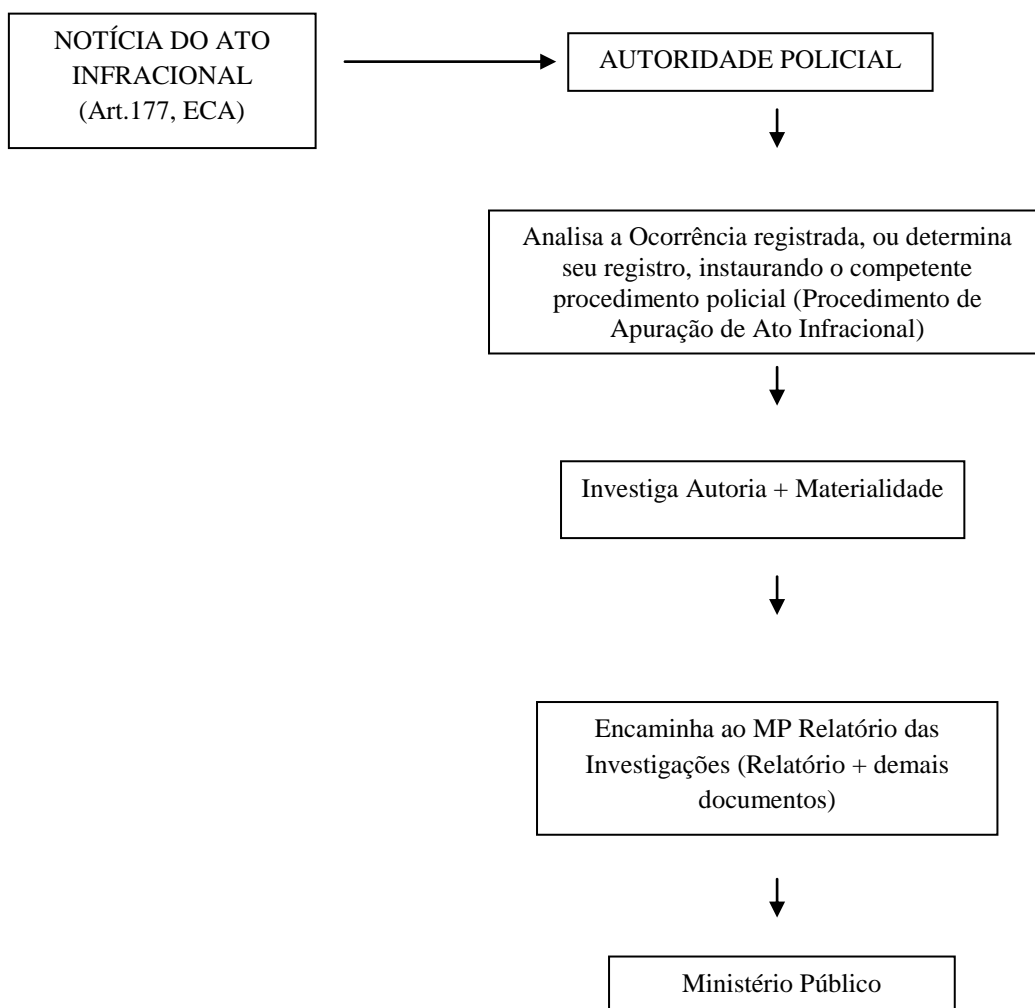 NOTÍCIA DO ATO
INFRACIONAL
(Art.177, ECA)
AUTORIDADE POLICIAL
Analisa a Ocorrência registrada, ou determina
seu registro, instaurando o competente
procedimento policial (Procedimento de
Apuração de Ato Infracional)
Investiga Autoria + Materialidade
Encaminha ao MP Relatório das
Investigações (Relatório + demais
documentos)
Ministério Público